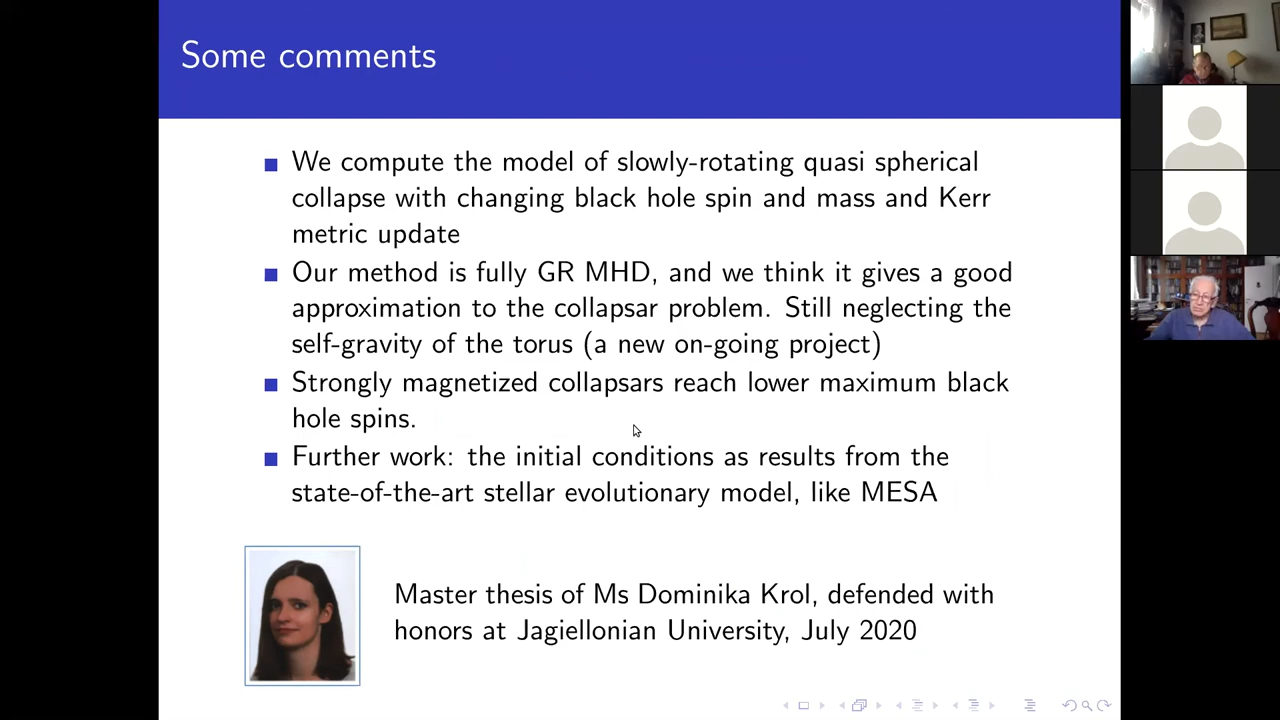 Some comments
We compute the model of slowly-rotating quasi spherical
collapse with changing black hole spin and mass and Kerr
metric update
Our method is fully GR MHD, and we think it gives a good
approximation to the collapsar problem. Still neglecting the
self-gravity of the torus (a new on-going project)
Strongly magnetized collapsars reach lower maximum black
hole spins.
Further work: the initial conditions as results from the
state-of-the-art stellar evolutionary model, like MESA
Master thesis of Ms Dominika Krol, defended with
honors at Jagiellonian University, July 2020